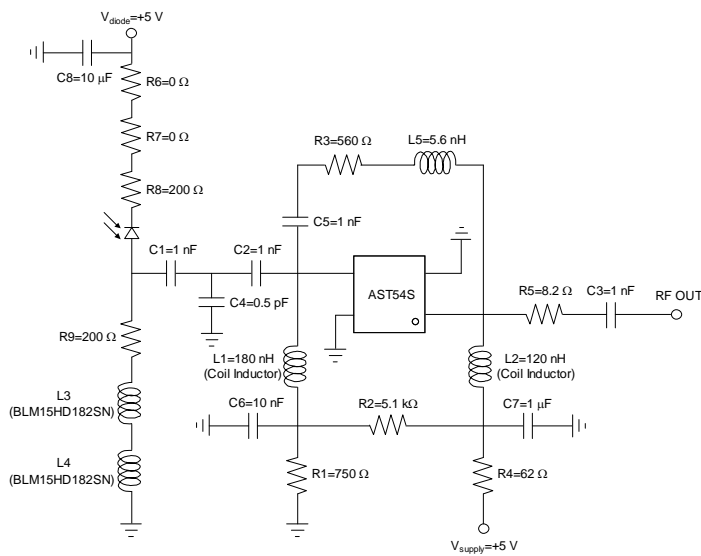 V_diode=+5 V
C8=10 μF
R6=0 Ω
R7=0 Ω
R8=200 Ω
R3=560 Ω
L5=5.6 nH
C5=1 nF
C1=1 nF
C2=1 nF
C4=0.5 pF
AST54S
R5=8.2 Ω
C3=1 nF
RF OUT
R9=200 Ω
L1=180 nH
(Coil Inductor)
L2=120 nH
(Coil Inductor)
L3
(BLM15HD182SN)
C6=10 nF
R2=5.1 kΩ
C7=1 μF
L4
(BLM15HD182SN)
R1=750 Ω
R4=62 Ω
V_supply=+5 V